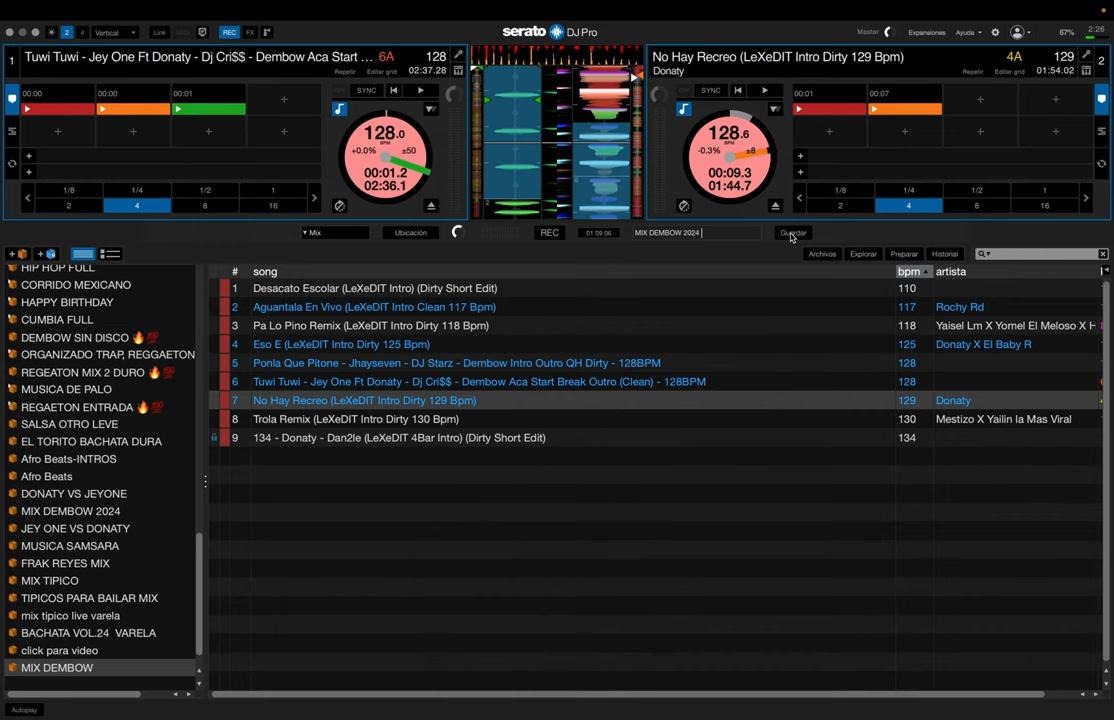 2 4 Vertical Link MIDI REC FX
serato DJ Pro
Master Expansiones Ayuda 67% 2:26
1 Tuwi Tuwi - Jey One Ft Donaty - Dj Cri$$ - Dembow Aca Start ... 6A 128
Repetir Editar grid 02:37.28
00:00 00:00 00:01
OFF SYNC
128.0
BPM
+0.0% ±50
00:01.2
02:36.1
1/8 1/4 1/2 1
2 4 8 16
No Hay Recreo (LeXeDIT Intro Dirty 129 Bpm) 4A 129 2
Donaty Repetir Editar grid 01:54.02
OFF SYNC
128.6
BPM
-0.3% ±8
00:09.3
01:44.7
00:01 00:07
1/8 1/4 1/2 1
2 4 8 16
Mix Ubicación REC 01 09 06 MIX DEMBOW 2024 Guardar
Archivos Explorar Preparar Historial
# song bpm artista
1 Desacato Escolar (LeXeDIT Intro) (Dirty Short Edit) 110
2 Aguantala En Vivo (LeXeDIT Intro Clean 117 Bpm) 117 Rochy Rd
3 Pa Lo Pino Remix (LeXeDIT Intro Dirty 118 Bpm) 118 Yaisel Lm X Yomel El Meloso X H
4 Eso E (LeXeDIT Intro Dirty 125 Bpm) 125 Donaty X El Baby R
5 Ponla Que Pitone - Jhayseven - DJ Starz - Dembow Intro Outro QH Dirty - 128BPM 128
6 Tuwi Tuwi - Jey One Ft Donaty - Dj Cri$$ - Dembow Aca Start Break Outro (Clean) - 128BPM 128
7 No Hay Recreo (LeXeDIT Intro Dirty 129 Bpm) 129 Donaty
8 Trola Remix (LeXeDIT Intro Dirty 130 Bpm) 130 Mestizo X Yailin la Mas Viral
9 134 - Donaty - Dan2le (LeXeDIT 4Bar Intro) (Dirty Short Edit) 134
HIP HOP FULL
CORRIDO MEXICANO
HAPPY BIRTHDAY
CUMBIA FULL
DEMBOW SIN DISCO 🔥💯
ORGANIZADO TRAP, REGGAETON
REGEATON MIX 2 DURO 🔥💯
MUSICA DE PALO
REGAETON ENTRADA 🔥💯
SALSA OTRO LEVE
EL TORITO BACHATA DURA
Afro Beats-INTROS
Afro Beats
DONATY VS JEYONE
MIX DEMBOW 2024
JEY ONE VS DONATY
MUSICA SAMSARA
FRAK REYES MIX
MIX TIPICO
TIPICOS PARA BAILAR MIX
mix tipico live varela
BACHATA VOL.24 VARELA
click para video
MIX DEMBOW
Autoplay